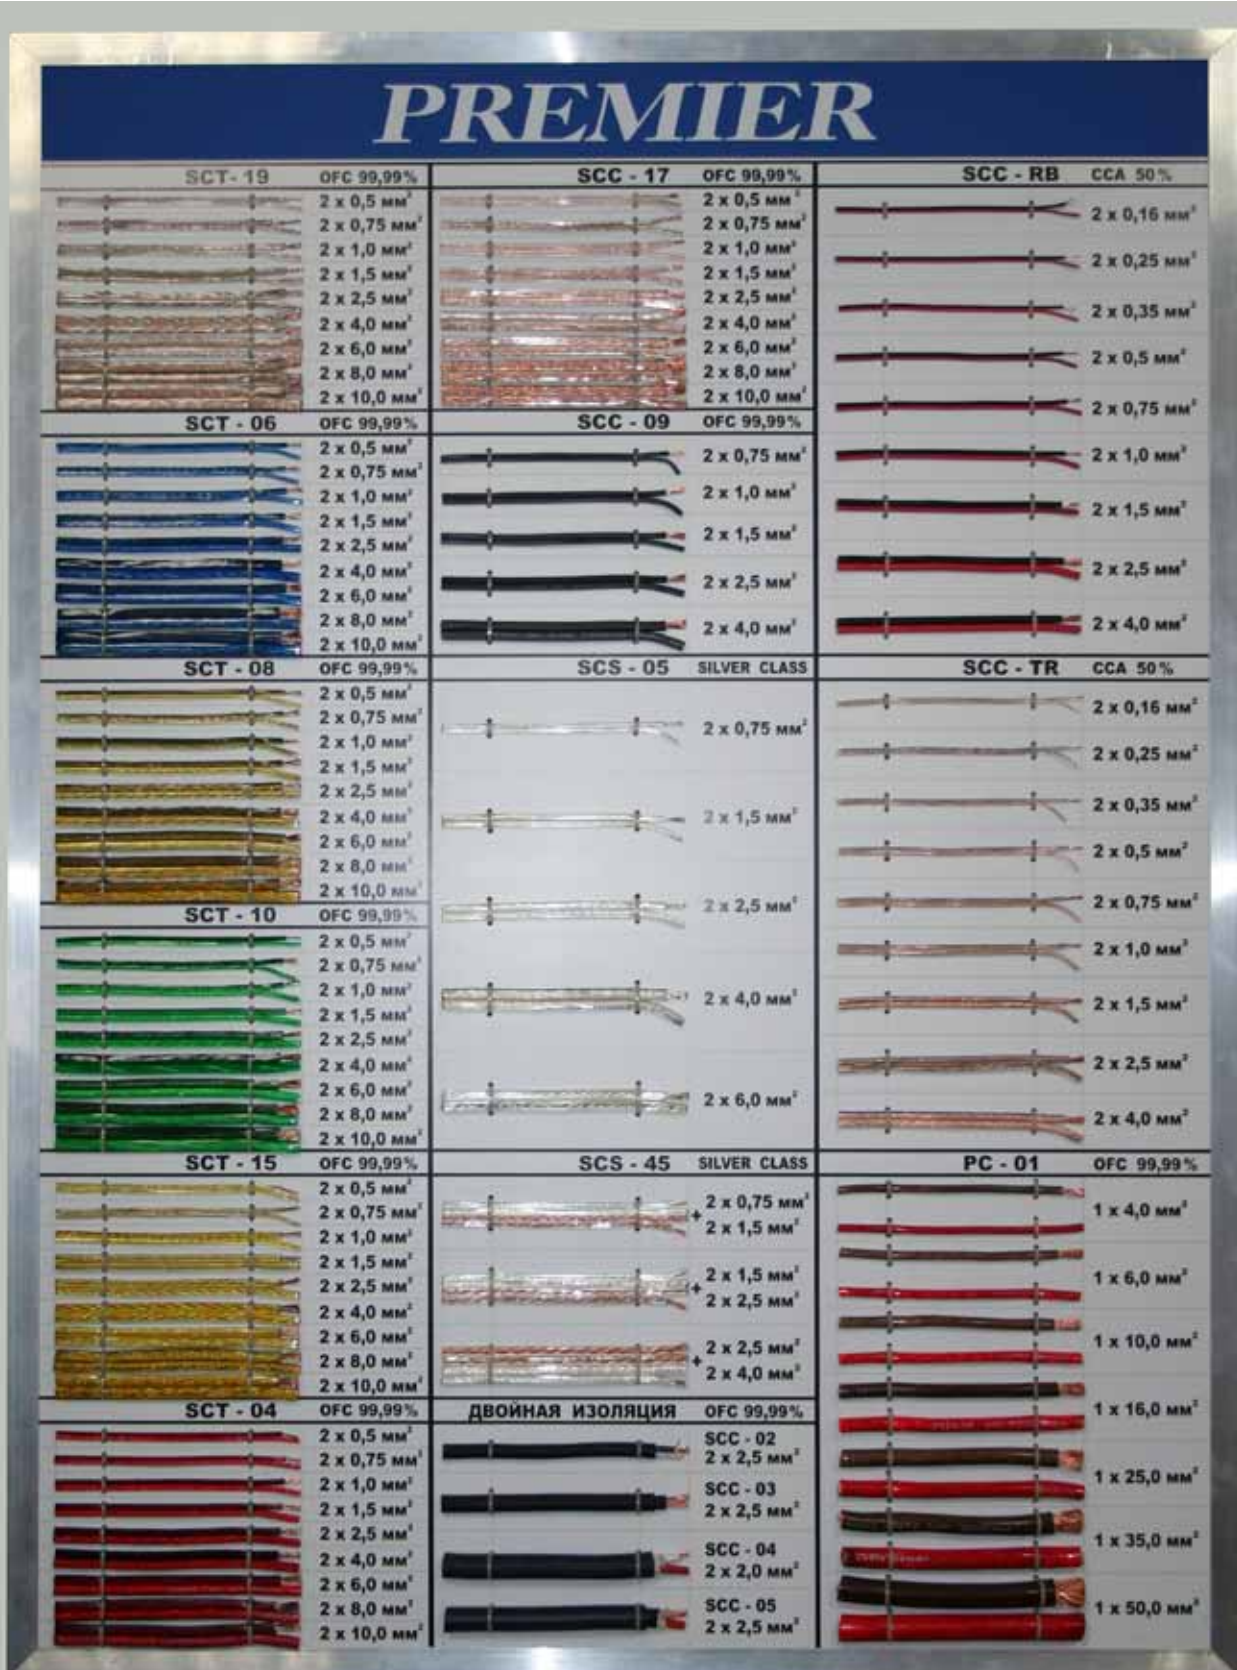 PREMIER
SCT - 19 OFC 99,99%
2 x 0,5 мм²
2 x 0,75 мм²
2 x 1,0 мм²
2 x 1,5 мм²
2 x 2,5 мм²
2 x 4,0 мм²
2 x 6,0 мм²
2 x 8,0 мм²
2 x 10,0 мм²
SCT - 06 OFC 99,99%
2 x 0,5 мм²
2 x 0,75 мм²
2 x 1,0 мм²
2 x 1,5 мм²
2 x 2,5 мм²
2 x 4,0 мм²
2 x 6,0 мм²
2 x 8,0 мм²
2 x 10,0 мм²
SCT - 08 OFC 99,99%
2 x 0,5 мм²
2 x 0,75 мм²
2 x 1,0 мм²
2 x 1,5 мм²
2 x 2,5 мм²
2 x 4,0 мм²
2 x 6,0 мм²
2 x 8,0 мм²
2 x 10,0 мм²
SCT - 10 OFC 99,99%
2 x 0,5 мм²
2 x 0,75 мм²
2 x 1,0 мм²
2 x 1,5 мм²
2 x 2,5 мм²
2 x 4,0 мм²
2 x 6,0 мм²
2 x 8,0 мм²
2 x 10,0 мм²
SCT - 15 OFC 99,99%
2 x 0,5 мм²
2 x 0,75 мм²
2 x 1,0 мм²
2 x 1,5 мм²
2 x 2,5 мм²
2 x 4,0 мм²
2 x 6,0 мм²
2 x 8,0 мм²
2 x 10,0 мм²
SCT - 04 OFC 99,99%
2 x 0,5 мм²
2 x 0,75 мм²
2 x 1,0 мм²
2 x 1,5 мм²
2 x 2,5 мм²
2 x 4,0 мм²
2 x 6,0 мм²
2 x 8,0 мм²
2 x 10,0 мм²
SCC - 17 OFC 99,99%
2 x 0,5 мм²
2 x 0,75 мм²
2 x 1,0 мм²
2 x 1,5 мм²
2 x 2,5 мм²
2 x 4,0 мм²
2 x 6,0 мм²
2 x 8,0 мм²
2 x 10,0 мм²
SCC - 09 OFC 99,99%
2 x 0,75 мм²
2 x 1,0 мм²
2 x 1,5 мм²
2 x 2,5 мм²
2 x 4,0 мм²
SCS - 05 SILVER CLASS
2 x 0,75 мм²
2 x 1,5 мм²
2 x 2,5 мм²
2 x 4,0 мм²
2 x 6,0 мм²
SCS - 45 SILVER CLASS
2 x 0,75 мм²
+
2 x 1,5 мм²
2 x 1,5 мм²
+
2 x 2,5 мм²
2 x 2,5 мм²
+
2 x 4,0 мм²
ДВОЙНАЯ ИЗОЛЯЦИЯ OFC 99,99%
SCC - 02
2 x 2,5 мм²
SCC - 03
2 x 2,5 мм²
SCC - 04
2 x 2,0 мм²
SCC - 05
2 x 2,5 мм²
SCC - RB CCA 50%
2 x 0,16 мм²
2 x 0,25 мм²
2 x 0,35 мм²
2 x 0,5 мм²
2 x 0,75 мм²
2 x 1,0 мм²
2 x 1,5 мм²
2 x 2,5 мм²
2 x 4,0 мм²
SCC - TR CCA 50%
2 x 0,16 мм²
2 x 0,25 мм²
2 x 0,35 мм²
2 x 0,5 мм²
2 x 0,75 мм²
2 x 1,0 мм²
2 x 1,5 мм²
2 x 2,5 мм²
2 x 4,0 мм²
PC - 01 OFC 99,99%
1 x 4,0 мм²
1 x 6,0 мм²
1 x 10,0 мм²
1 x 16,0 мм²
1 x 25,0 мм²
1 x 35,0 мм²
1 x 50,0 мм²